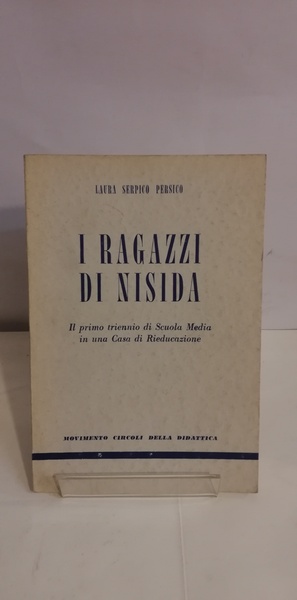 LAURA SERPICO PERSICO
I RAGAZZI
DI NISIDA
Il primo triennio di Scuola Media
in una Casa di Rieducazione
MOVIMENTO CIRCOLI DELLA DIDATTICA